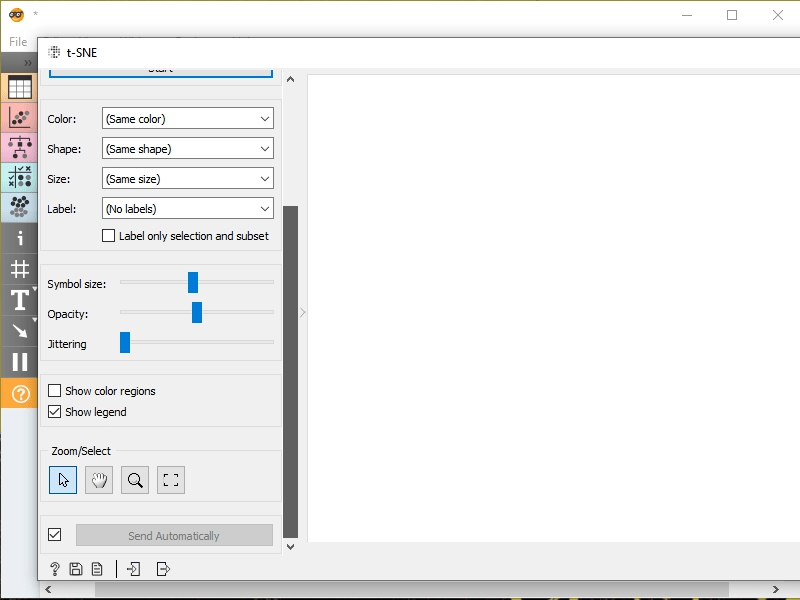 *
File
t-SNE
Start
Color:
(Same color)
Shape:
(Same shape)
Size:
(Same size)
Label:
(No labels)
Label only selection and subset
Symbol size:
Opacity:
Jittering
Show color regions
Show legend
Zoom/Select
Send Automatically